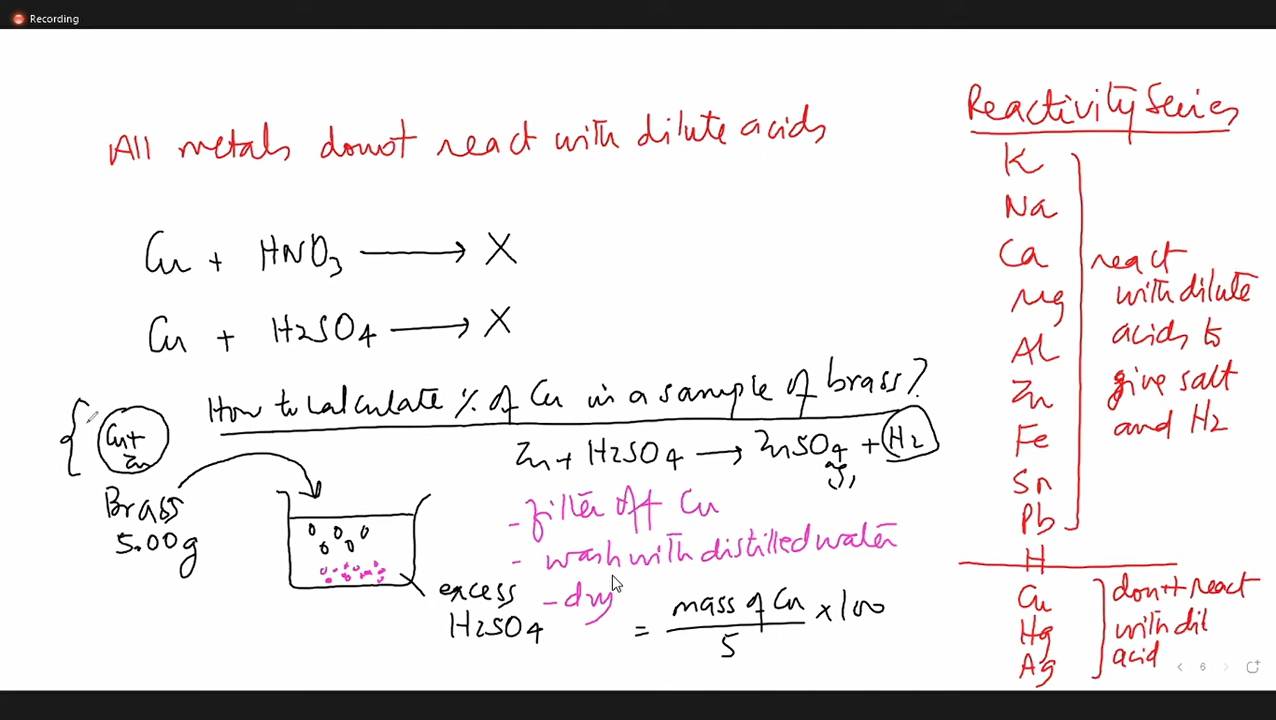 Recording
Reactivity Series
All metals donot react with dilute acids
K
Na
Ca
Mg
Al
Zn
Fe
Sn
Pb
H
Cu
Hg
Ag
react
with dilute
acids to
give salt
and H2
don't react
with dil
acid
Cu + HNO3 → X
Cu + H2SO4 → X
How to calculate % of Cu in a sample of brass?
Cu+
Zn
Brass
5.00g
Zn + H2SO4 → ZnSO4 + H2
- filter off Cu
- wash with distilled water
- dry
excess
H2SO4
= mass of Cu × 100
5
6